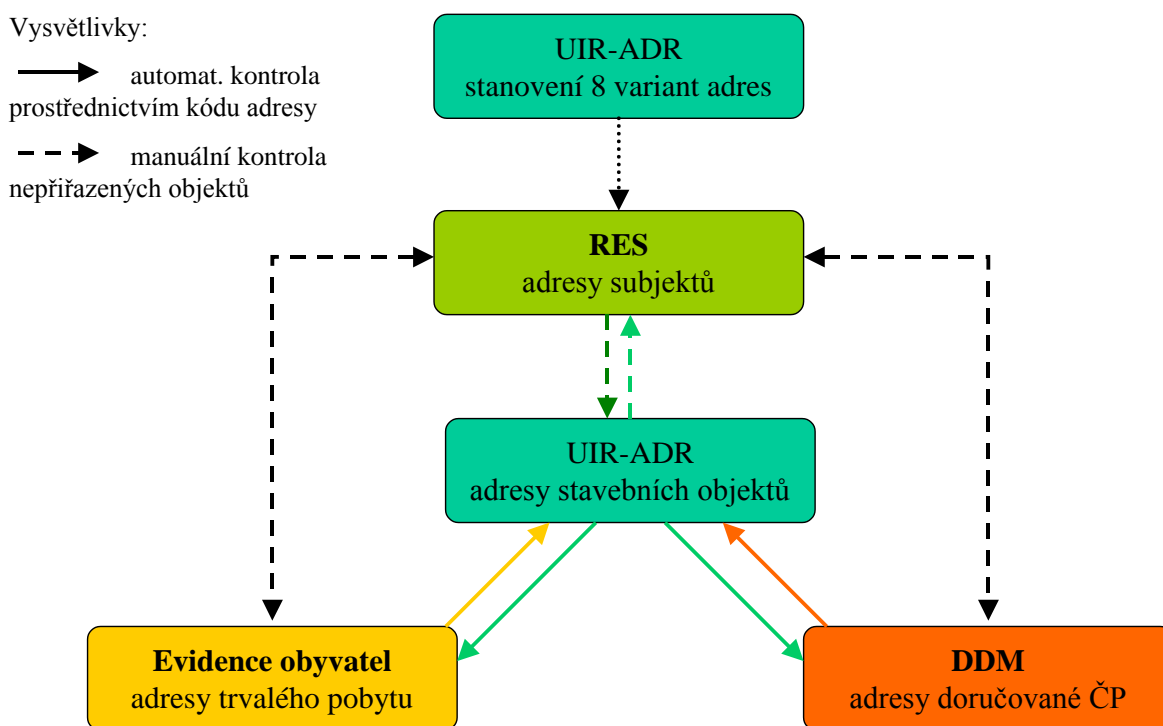 Vysvětlivky:
automat. kontrola
prostřednictvím kódu adresy
manuální kontrola
nepřiřazených objektů
UIR-ADR
stanovení 8 variant adres
RES
adresy subjektů
UIR-ADR
adresy stavebních objektů
Evidence obyvatel
adresy trvalého pobytu
DDM
adresy doručované ČP